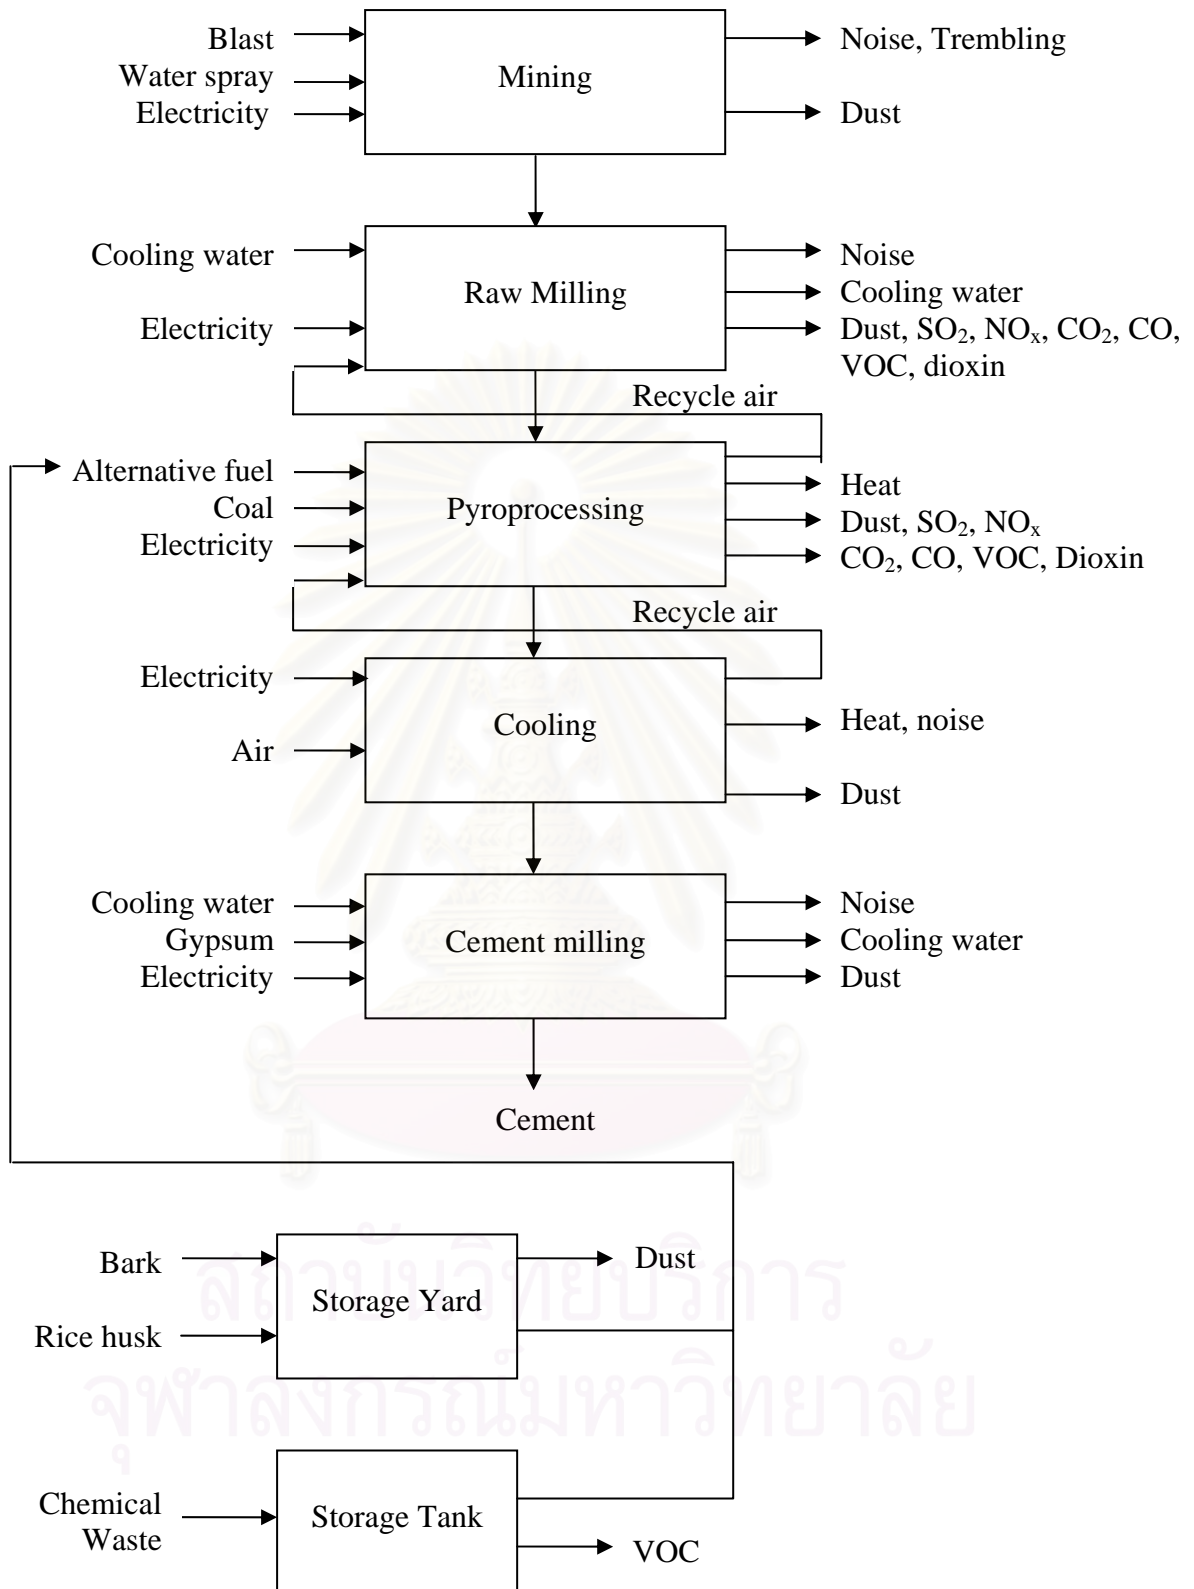 Blast
Water spray
Electricity
Mining
Noise, Trembling
Dust
Cooling water
Electricity
Raw Milling
Noise
Cooling water
Dust, SO₂, NOₓ, CO₂, CO,
VOC, dioxin
Recycle air
Alternative fuel
Coal
Electricity
Pyroprocessing
Heat
Dust, SO₂, NOₓ
CO₂, CO, VOC, Dioxin
Recycle air
Electricity
Air
Cooling
Heat, noise
Dust
Cooling water
Gypsum
Electricity
Cement milling
Noise
Cooling water
Dust
Cement
Bark
Rice husk
Storage Yard
Dust
สถาบันวิทยบริการ
จุฬาลงกรณ์มหาวิทยาลัย
Chemical
Waste
Storage Tank
VOC